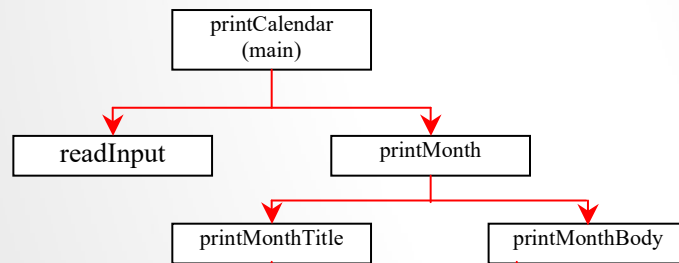 printCalendar
(main)
readInput
printMonth
printMonthTitle
printMonthBody